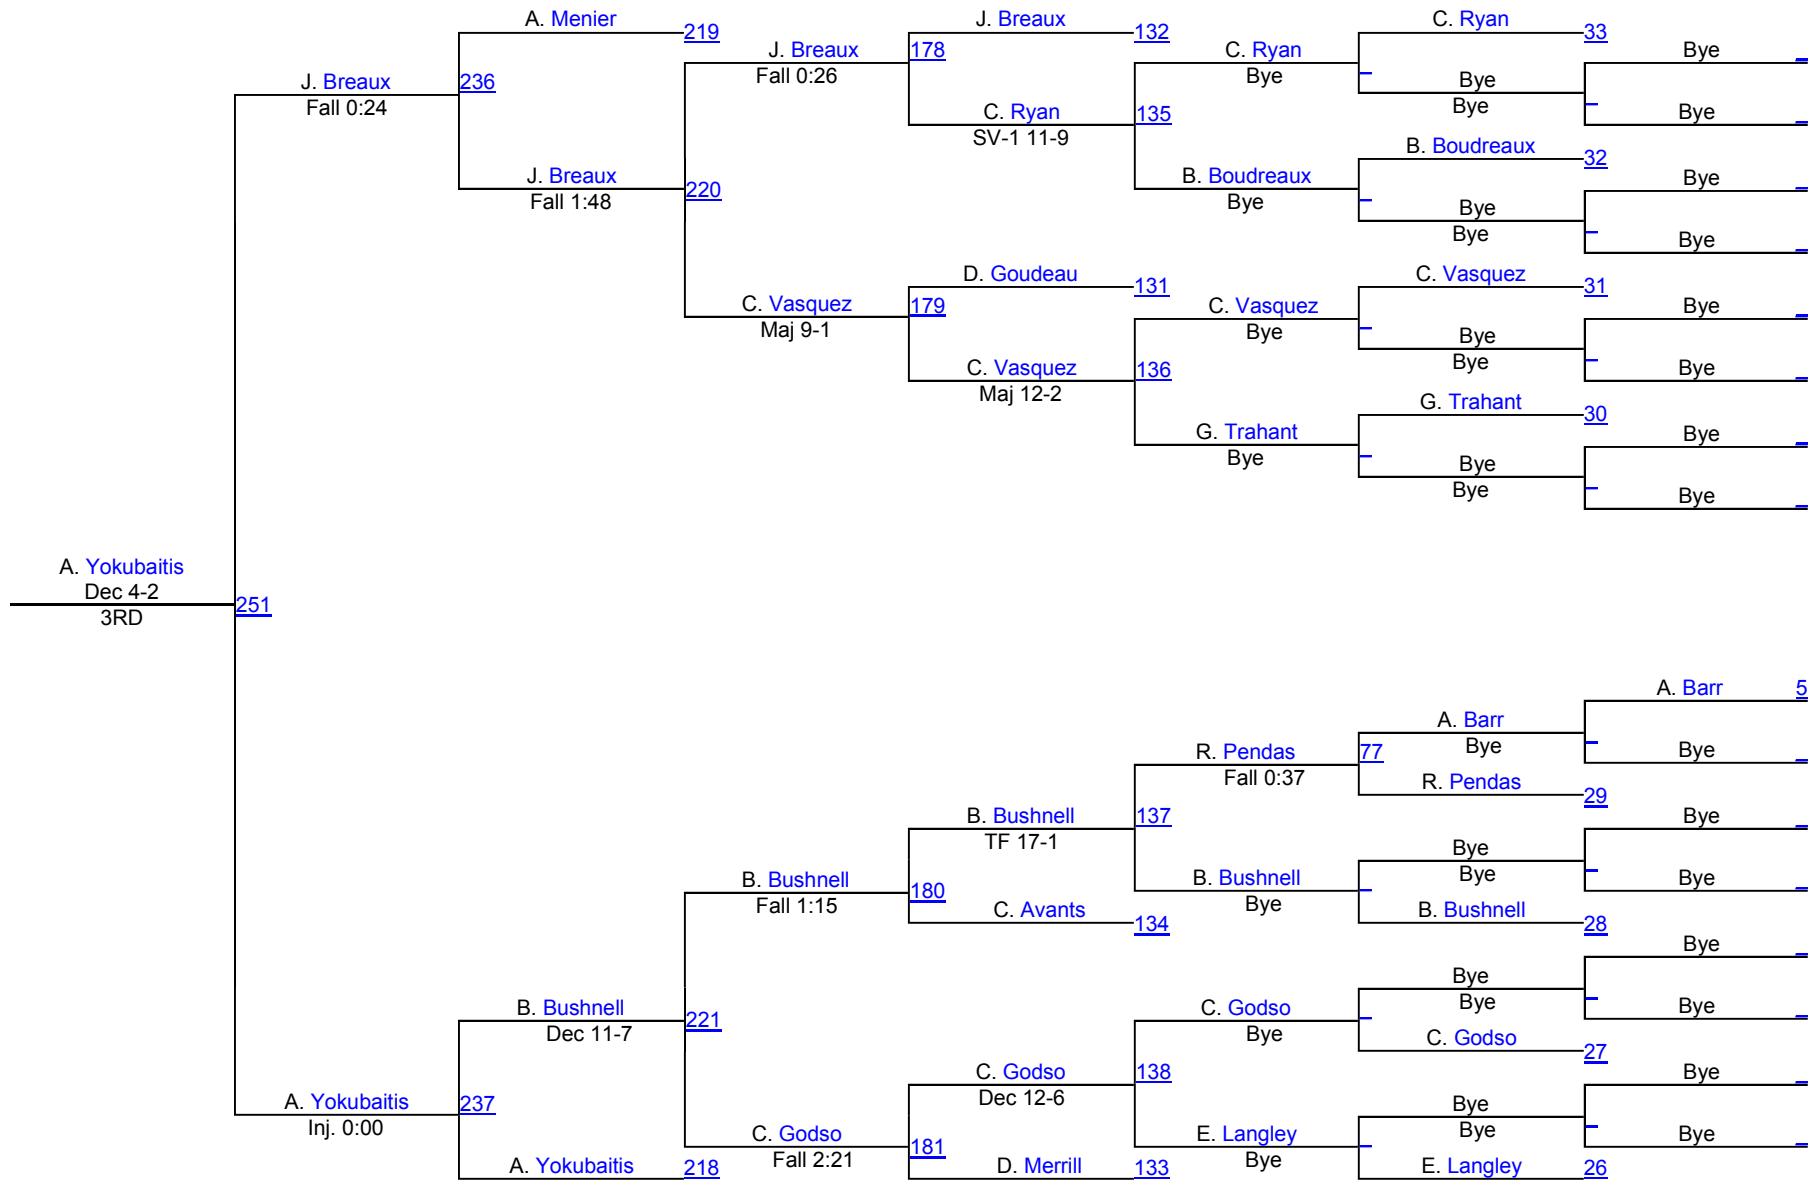 A. Menier
219
J. Breaux
132
C. Ryan
33
J. Breaux
Fall 0:26
178
C. Ryan
Bye
Bye
J. Breaux
Fall 0:24
236
Bye
Bye
C. Ryan
SV-1 11-9
135
Bye
B. Boudreaux
32
J. Breaux
Fall 1:48
220
B. Boudreaux
Bye
Bye
Bye
Bye
Bye
D. Goudeau
131
C. Vasquez
31
C. Vasquez
Maj 9-1
179
C. Vasquez
Bye
Bye
Bye
Bye
C. Vasquez
Maj 12-2
136
Bye
G. Trahant
30
G. Trahant
Bye
Bye
Bye
Bye
Bye
A. Yokubaitis
Dec 4-2
3RD
251
A. Barr
5
A. Barr
Bye
R. Pendas
Fall 0:37
77
Bye
R. Pendas
29
B. Bushnell
TF 17-1
137
Bye
Bye
Bye
B. Bushnell
Fall 1:15
180
B. Bushnell
Bye
Bye
C. Avants
134
B. Bushnell
28
Bye
Bye
Bye
B. Bushnell
Dec 11-7
221
C. Godso
Bye
Bye
C. Godso
27
C. Godso
Dec 12-6
138
Bye
A. Yokubaitis
Inj. 0:00
237
Bye
Bye
C. Godso
Fall 2:21
181
E. Langley
Bye
Bye
A. Yokubaitis
218
D. Merrill
133
E. Langley
26